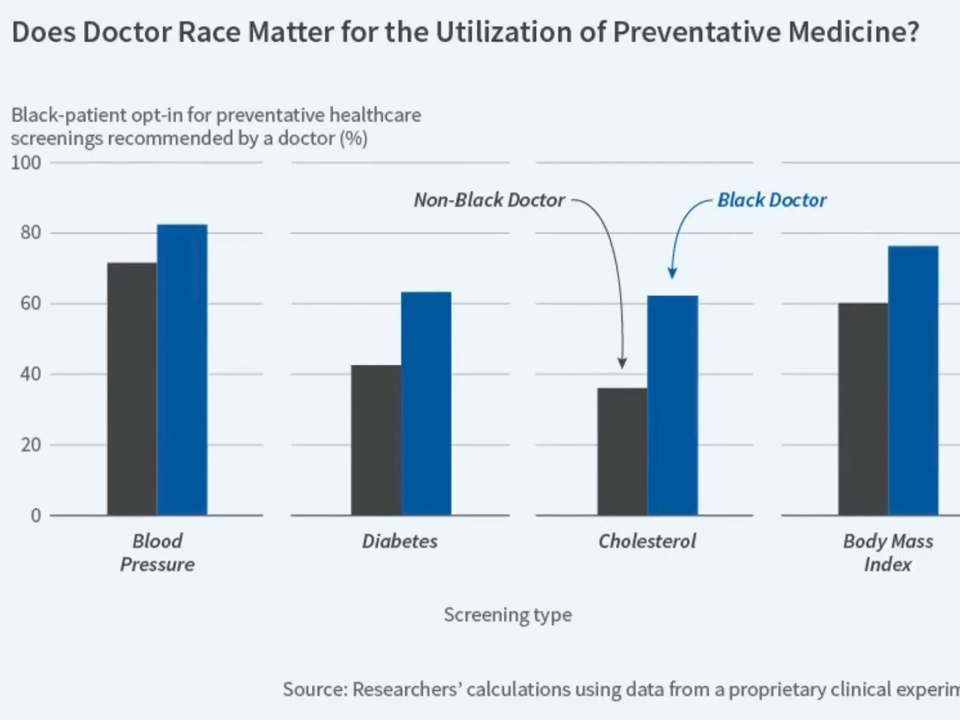 Does Doctor Race Matter for the Utilization of Preventative Medicine?
Black-patient opt-in for preventative healthcare
screenings recommended by a doctor (%)
100
80
60
40
20
0
Non-Black Doctor
Black Doctor
Blood
Pressure
Diabetes
Cholesterol
Body Mass
Index
Screening type
Source: Researchers’ calculations using data from a proprietary clinical experim